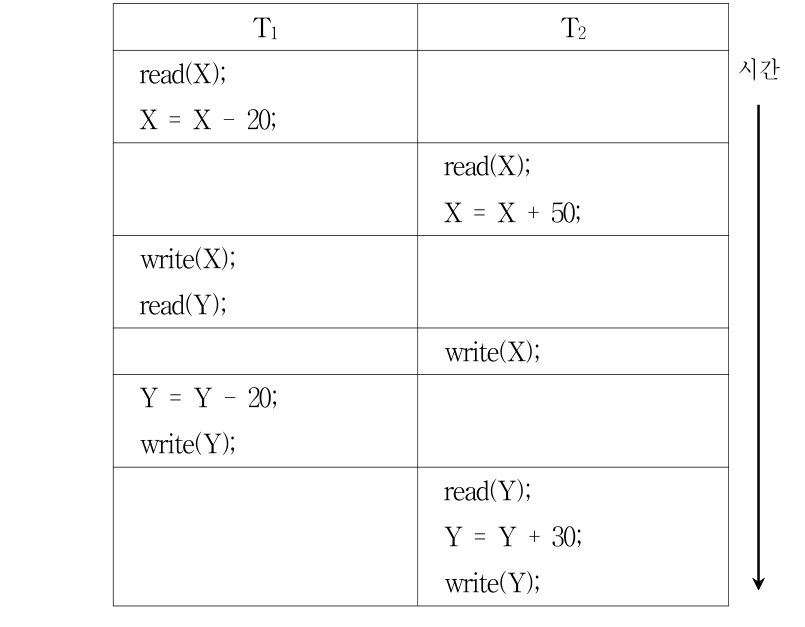 T₁ T₂
시간
read(X);
X = X - 20;
read(X);
X = X + 50;
write(X);
read(Y);
write(X);
Y = Y - 20;
write(Y);
read(Y);
Y = Y + 30;
write(Y);